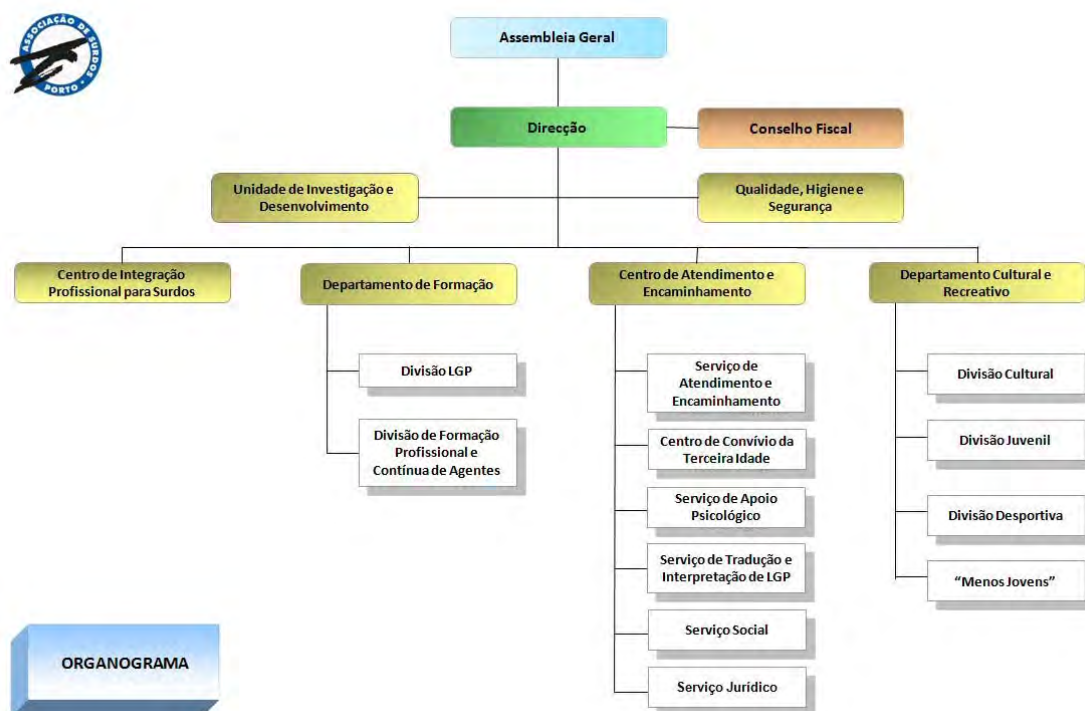 ASSOCIAÇÃO DE SURDOS
PORTO
Assembleia Geral
Direcção
Conselho Fiscal
Unidade de Investigação e
Desenvolvimento
Qualidade, Higiene e
Segurança
Centro de Integração
Profissional para Surdos
Departamento de Formação
Centro de Atendimento e
Encaminhamento
Departamento Cultural e
Recreativo
Divisão LGP
Divisão de Formação
Profissional e
Contínua de Agentes
Serviço de
Atendimento e
Encaminhamento
Centro de Convívio da
Terceira Idade
Serviço de Apoio
Psicológico
Serviço de Tradução e
Interpretação de LGP
Serviço Social
Serviço Jurídico
Divisão Cultural
Divisão Juvenil
Divisão Desportiva
“Menos Jovens”
ORGANOGRAMA